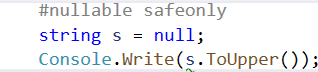 #nullable safeonly
string s = null;
Console.Write(s.ToUpper());